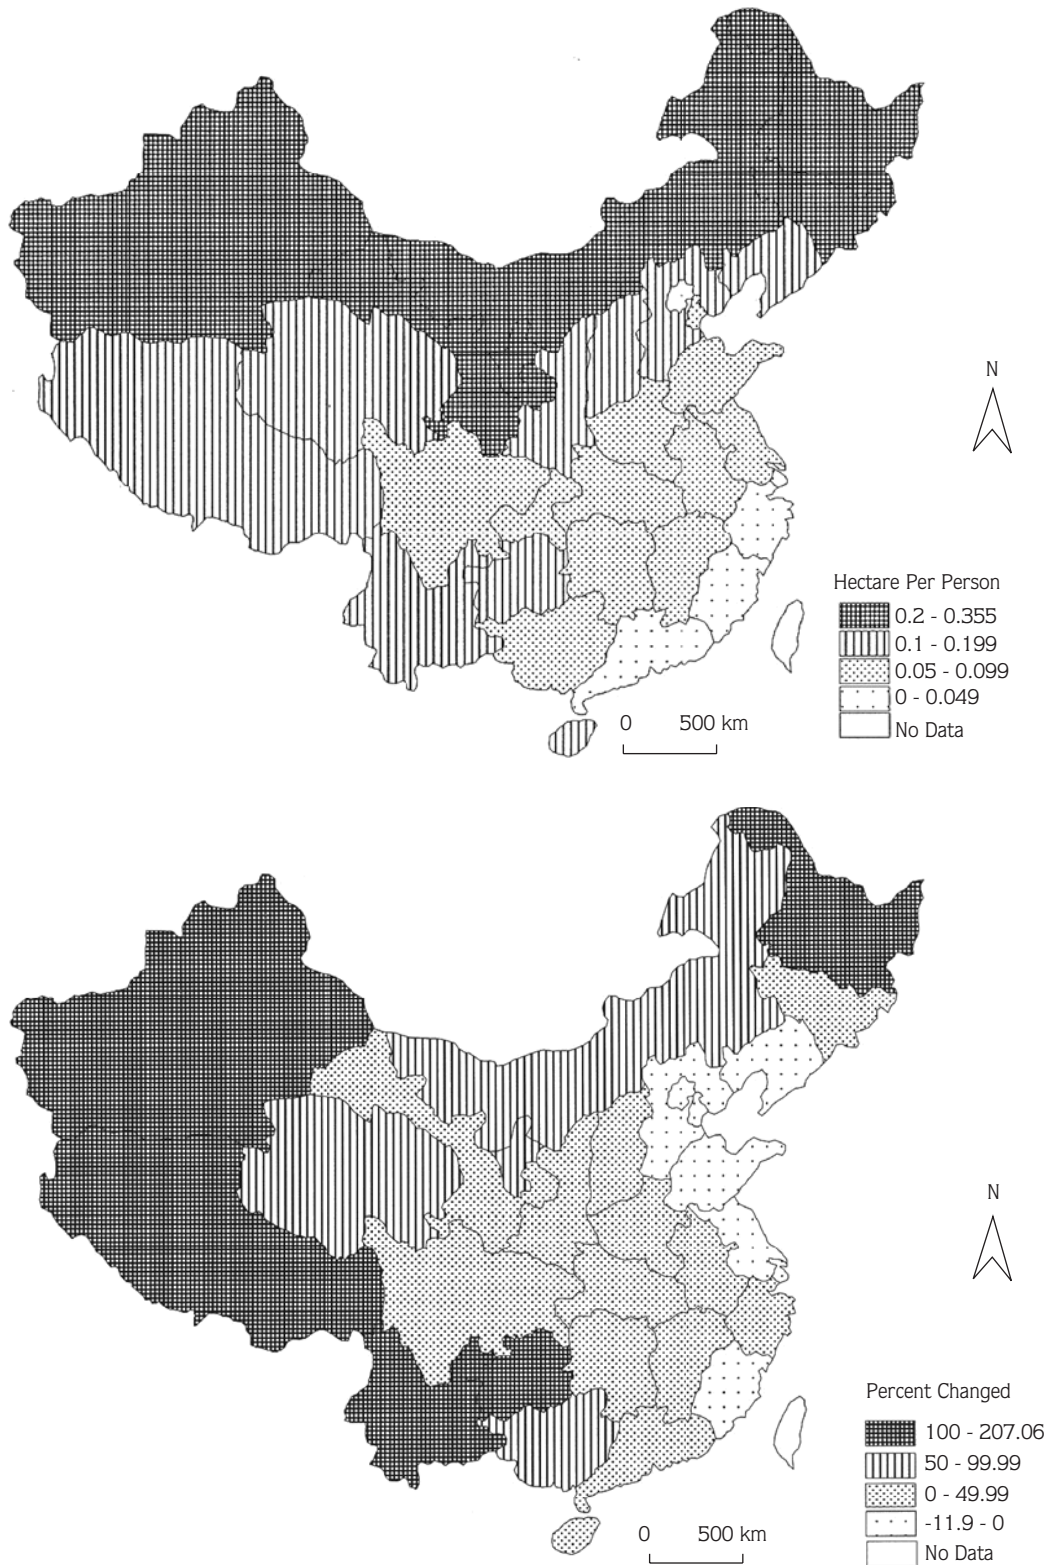 N
Hectare Per Person
0.2 - 0.355
0.1 - 0.199
0.05 - 0.099
0 - 0.049
No Data
0 500 km
N
Percent Changed
100 - 207.06
50 - 99.99
0 - 49.99
-11.9 - 0
No Data
0 500 km